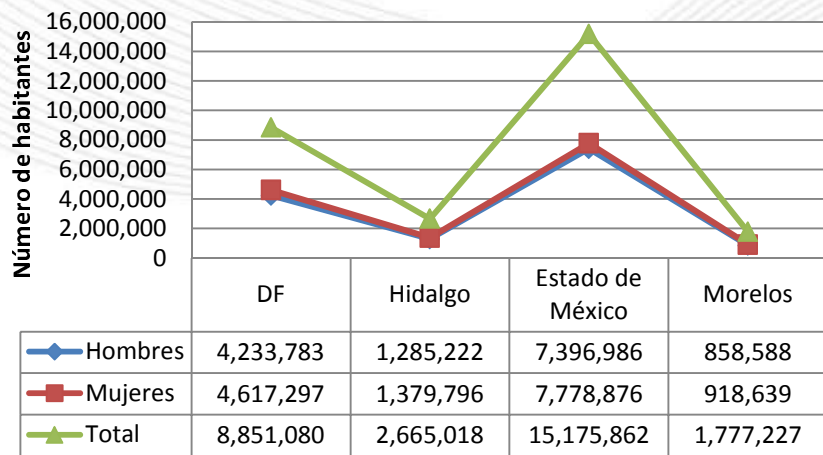 Número de habitantes
16,000,000
14,000,000
12,000,000
10,000,000
8,000,000
6,000,000
4,000,000
2,000,000
0
DF Hidalgo Estado de México Morelos
Hombres 4,233,783 1,285,222 7,396,986 858,588
Mujeres 4,617,297 1,379,796 7,778,876 918,639
Total 8,851,080 2,665,018 15,175,862 1,777,227